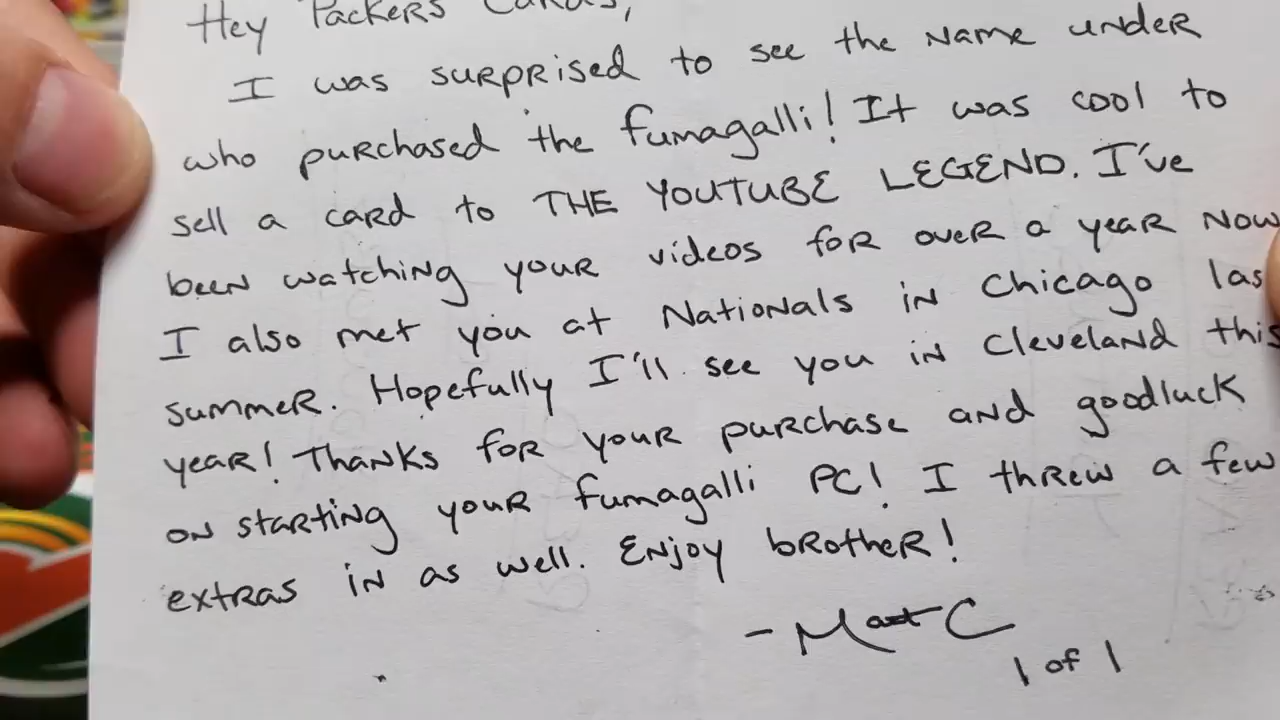 Hey Packers Cards,
I was surprised to see the name under
who purchased the fumagalli! It was cool to
sell a card to THE YOUTUBE LEGEND. I've
been watching your videos for over a year now
I also met you at Nationals in Chicago las
summer. Hopefully I'll see you in Cleveland this
year! Thanks for your purchase and goodluck
on starting your fumagalli PC! I threw a few
extras in as well. Enjoy brother!
- Matt C
1 of 1